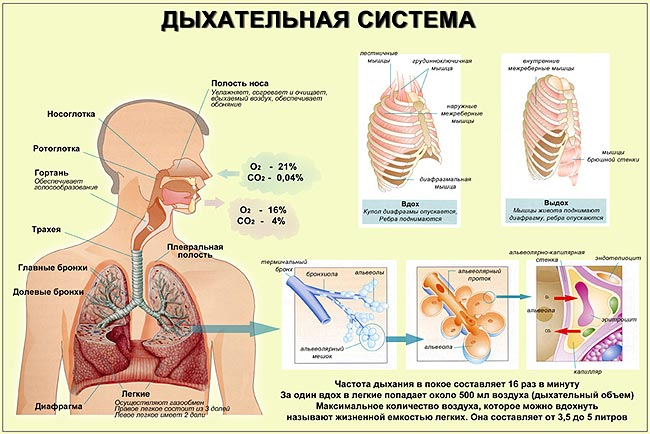 ДЫХАТЕЛЬНАЯ СИСТЕМА
Полость носа
Увлажняет, согревает и очищает,
вдыхаемый воздух, обеспечивает
обсняние
Носоглотка
Ротоглотка
Гортань
Обеспечивает
голосообразование
Трахея
Главные бронхи
Долевые бронхи
Плевральная
полость
Диафрагма
Легкие
Осуществляют газообмен
Правое легкое состоит из 3 долей
Левое легкое имеет 2 доли
O₂ - 21%
CO₂ - 0,04%
O₂ - 16%
CO₂ - 4%
лестничные
мышцы
грудинноключичная
мышца
наружные
межреберные
мышцы
диафрагмальная
мышца
Вдох
Купол диафрагмы опускается,
Ребра поднимаются
внутренние
межреберные мышцы
мышцы
брюшной стенки
Выдох
Мышцы живота поднимают
диафрагму, ребра опускаются
терминальный
бронх
бронхиола
альвеолы
альвеолярный
мешок
альвеолярный
проток
альвеола
альвеолярно-капилярная
стенка
эндотелиоцит
O₂
альвеола
CO₂
эритроцит
капилляр
Частота дхания в покое составляет 16 раз в минуту
За один вдох в легкие попадает около 500 мл воздуха (дыхательный объем)
Максимальное количество воздуха, которое можно вдохнуть
называют жизненной емкостью легких. Она составляет от 3,5 до 5 литров